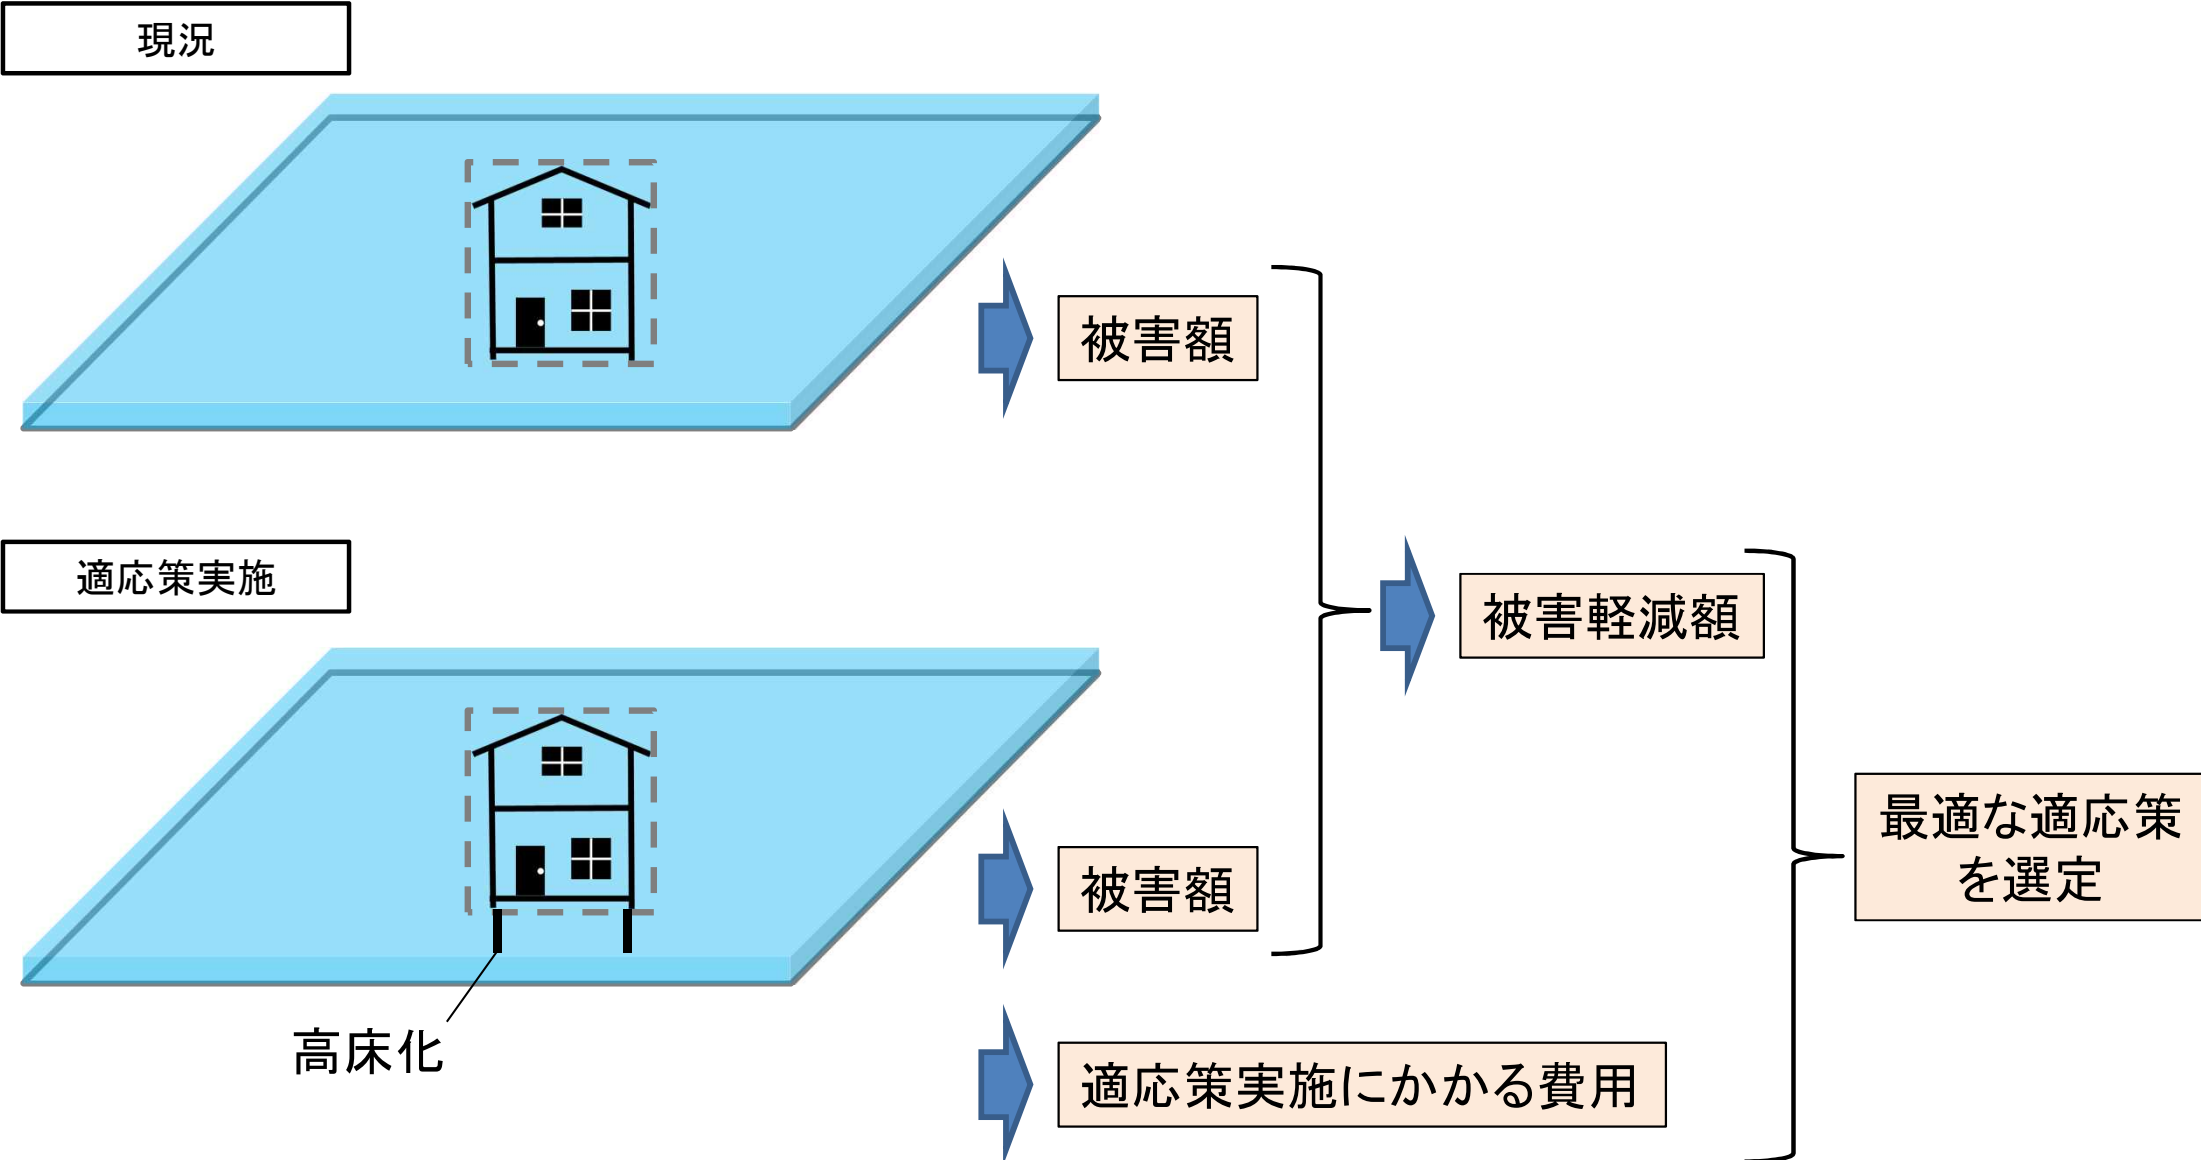 現況
被害額
適応策実施
被害軽減額
最適な適応策
を選定
被害額
高床化
適応策実施にかかる費用